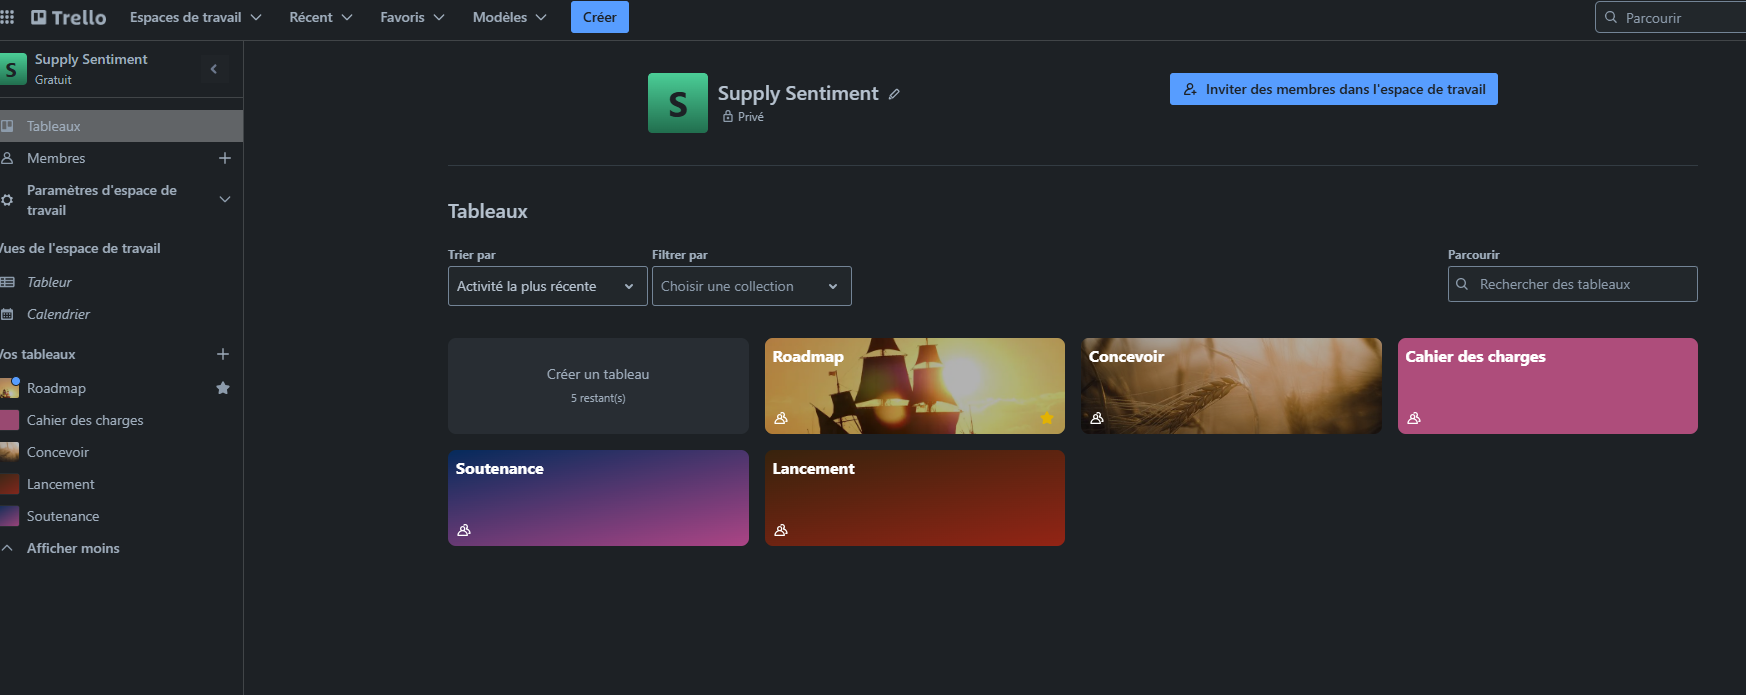 Trello
Espaces de travail
Récent
Favoris
Modèles
Créer
Parcourir
S
Supply Sentiment
Gratuit
Tableaux
Membres
Paramètres d'espace de
travail
Vues de l'espace de travail
Tableur
Calendrier
Vos tableaux
Roadmap
Cahier des charges
Concevoir
Lancement
Soutenance
Afficher moins
S
Supply Sentiment
Privé
Inviter des membres dans l'espace de travail
Tableaux
Trier par
Activité la plus récente
Filtrer par
Choisir une collection
Parcourir
Rechercher des tableaux
Créer un tableau
5 restant(s)
Roadmap
Concevoir
Cahier des charges
Soutenance
Lancement